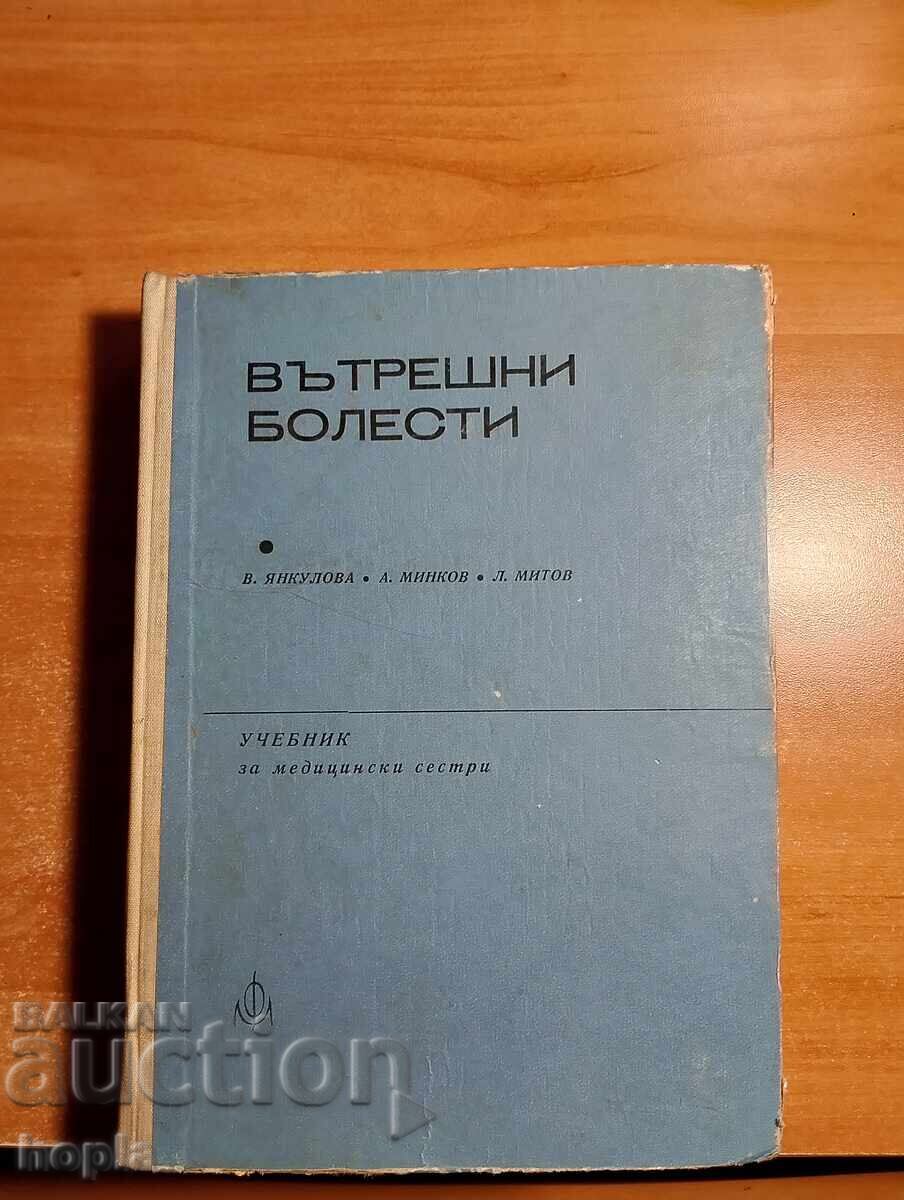 ВЪТРЕШНИ
БОЛЕСТИ
В. ЯНКУЛОВА • А. МИНКОВ • Л. МИТОВ
УЧЕБНИК
за медицински сестри
BALKAN
auction
hopla